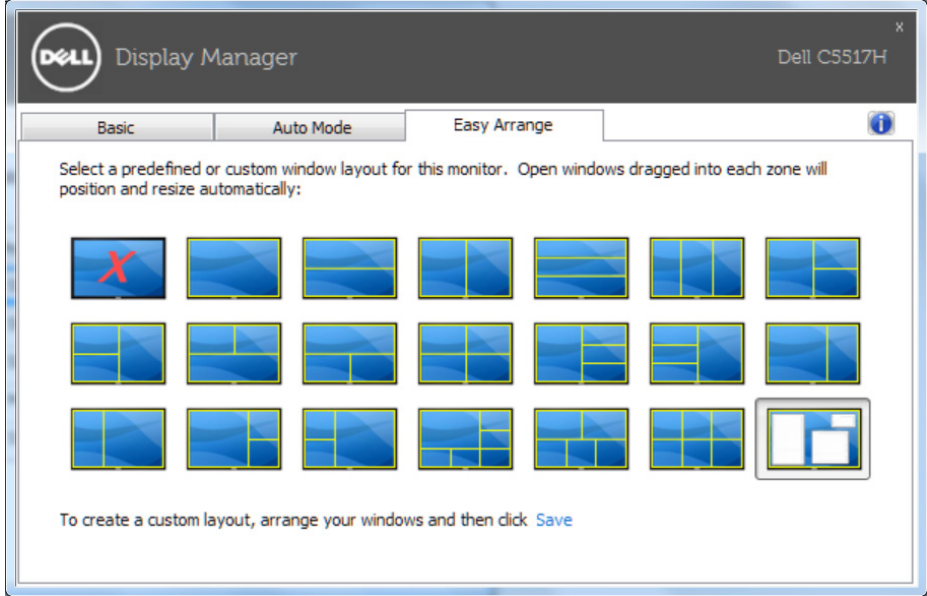 DELL
Display Manager
x
Dell C5517H
Basic
Auto Mode
Easy Arrange
Select a predefined or custom window layout for this monitor. Open windows dragged into each zone will
position and resize automatically:
To create a custom layout, arrange your windows and then click Save